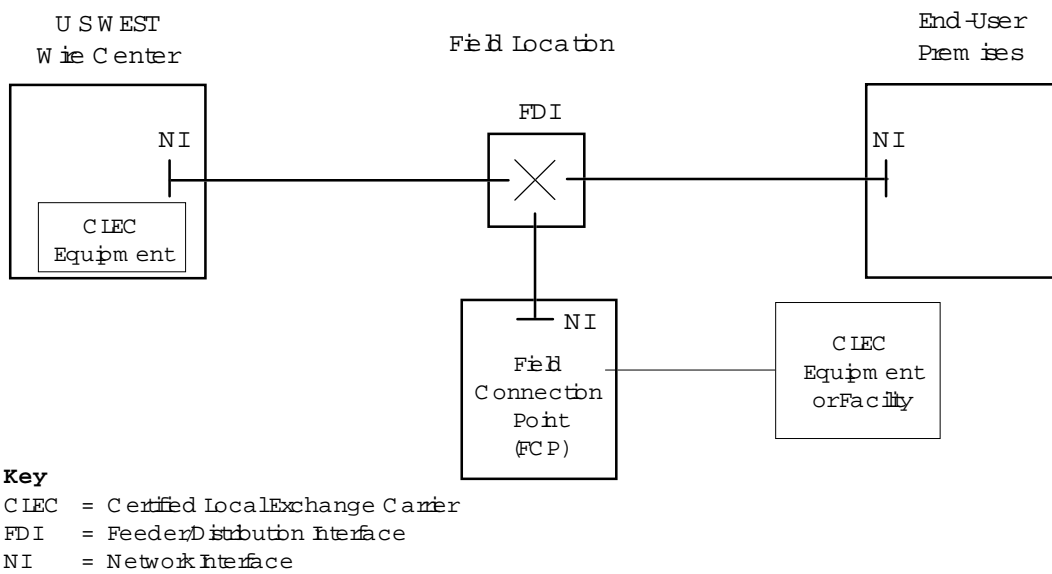 U S WEST
Wire Center
Field Location
End-User
Premises
FDI
NI
NI
CLEC
Equipment
NI
Field
Connection
Point
(FCP)
CLEC
Equipment
or Facility
Key
CLEC = Certified Local Exchange Carrier
FDI = Feeder/Distribution Interface
NI = Network Interface